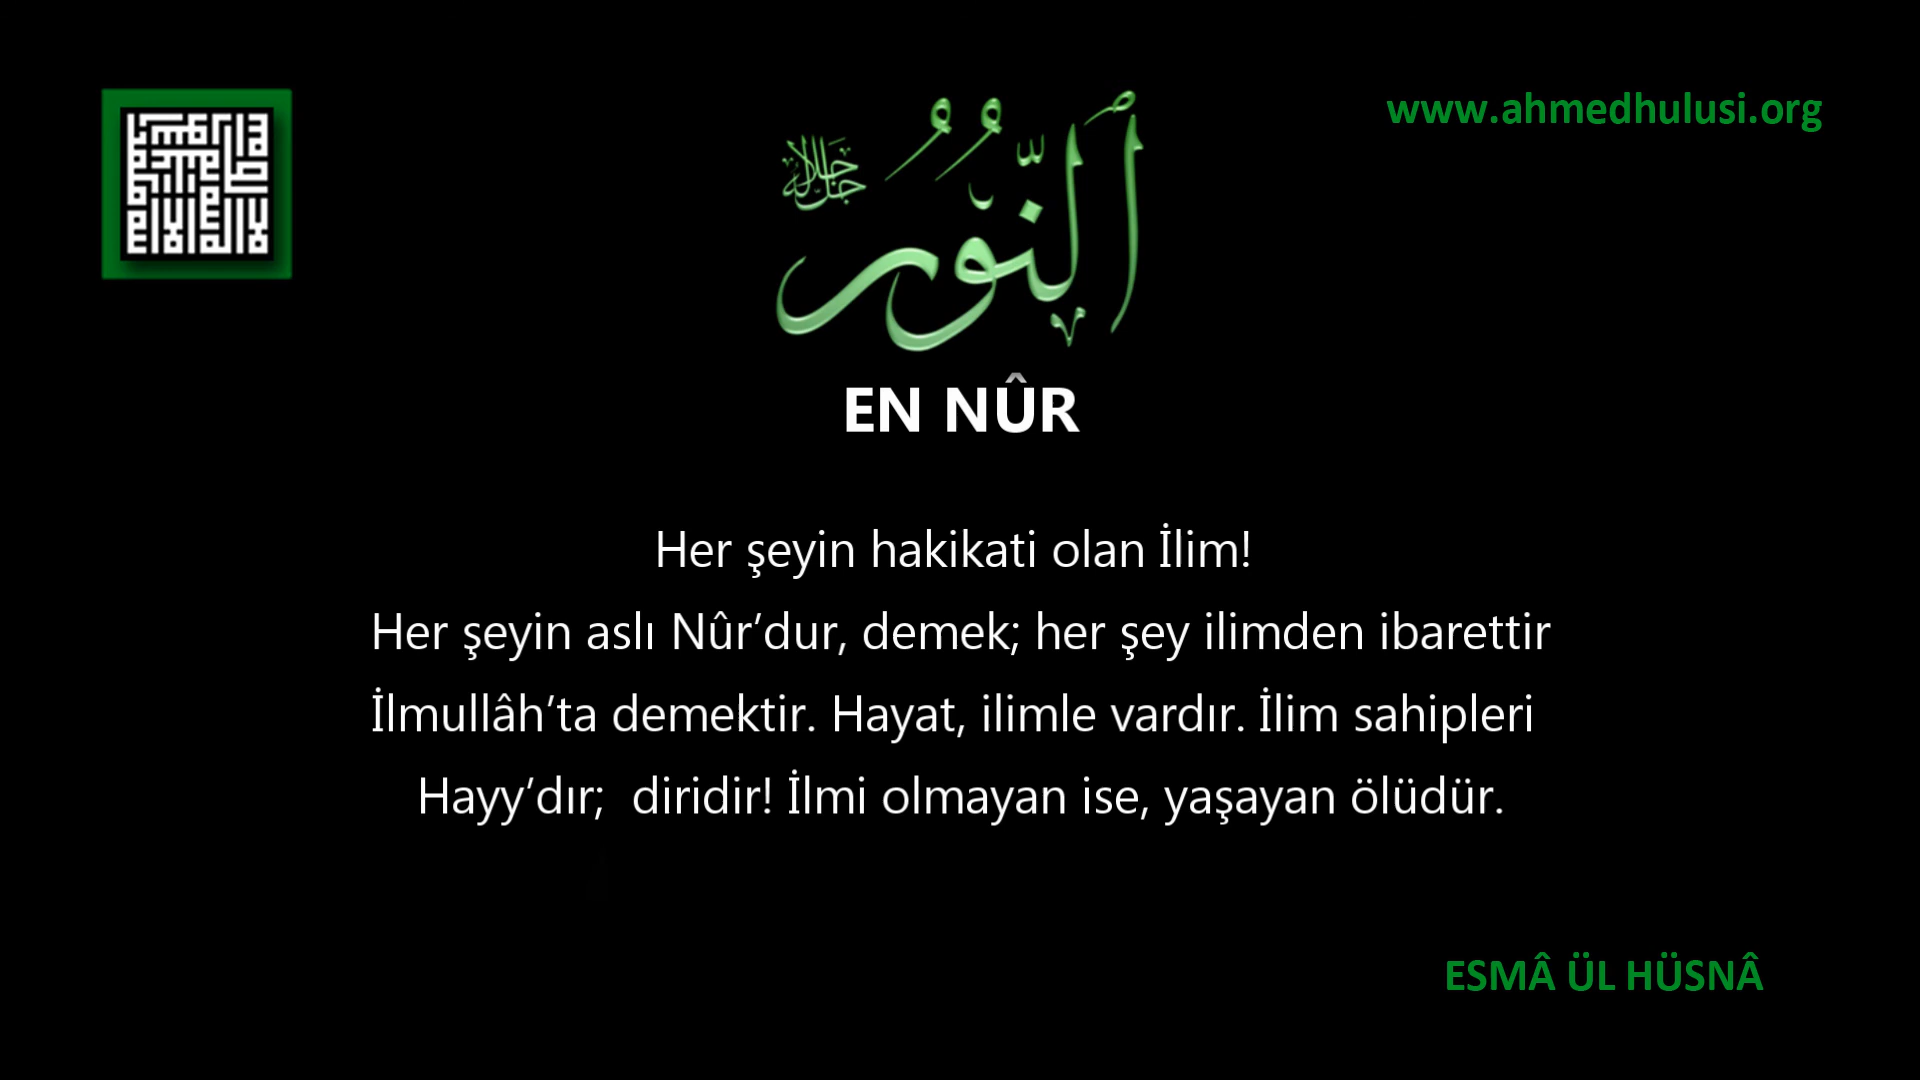 www.ahmedhulusi.org
اَلنُّورُ
جل جلاله
EN NÛR
Her şeyin hakikati olan İlim!
Her şeyin aslı Nûr’dur, demek; her şey ilimden ibarettir
İlmullâh’ta demektir. Hayat, ilimle vardır. İlim sahipleri
Hayy’dır;  diridir! İlmi olmayan ise, yaşayan ölüdür.
ESMÂ ÜL HÜSNÂ